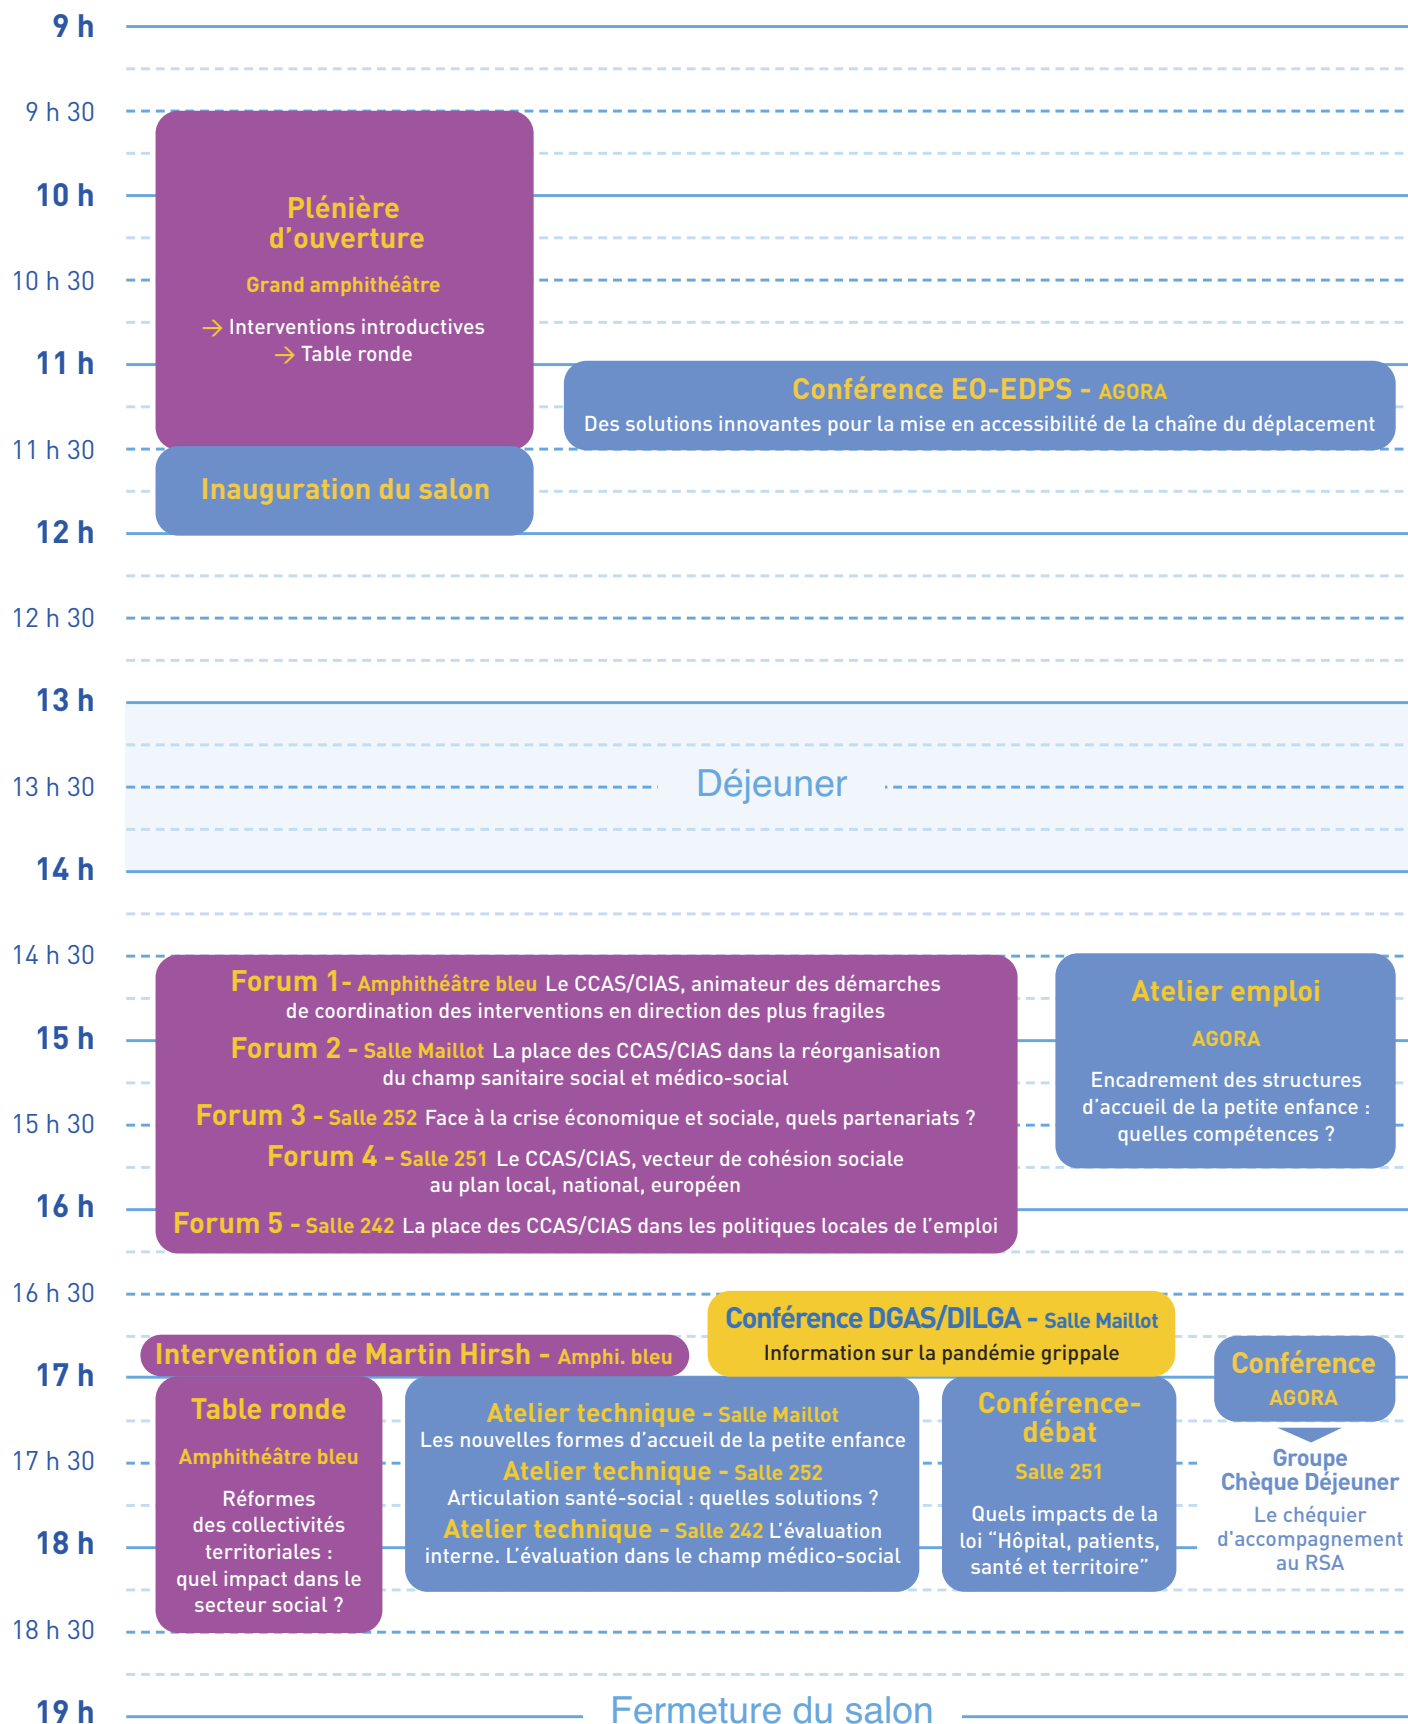 9 h
9 h 30
10 h
10 h 30
11 h
11 h 30
12 h
12 h 30
13 h
13 h 30
14 h
14 h 30
15 h
15 h 30
16 h
16 h 30
17 h
17 h 30
18 h
18 h 30
19 h
Plénière
d’ouverture
Grand amphithéâtre
→ Interventions introductives
→ Table ronde
Inauguration du salon
Conférence EO-EDPS - AGORA
Des solutions innovantes pour la mise en accessibilité de la chaîne du déplacement
Déjeuner
Forum 1- Amphithéâtre bleu Le CCAS/CIAS, animateur des démarches
de coordination des interventions en direction des plus fragiles
Forum 2 - Salle Maillot La place des CCAS/CIAS dans la réorganisation
du champ sanitaire social et médico-social
Forum 3 - Salle 252 Face à la crise économique et sociale, quels partenariats ?
Forum 4 - Salle 251 Le CCAS/CIAS, vecteur de cohésion sociale
au plan local, national, européen
Forum 5 - Salle 242 La place des CCAS/CIAS dans les politiques locales de l’emploi
Atelier emploi
AGORA
Encadrement des structures
d’accueil de la petite enfance :
quelles compétences ?
Conférence DGAS/DILGA - Salle Maillot
Information sur la pandémie grippale
Intervention de Martin Hirsh - Amphi. bleu
Table ronde
Amphithéâtre bleu
Réformes
des collectivités
territoriales :
quel impact dans le
secteur social ?
Atelier technique - Salle Maillot
Les nouvelles formes d’accueil de la petite enfance
Atelier technique - Salle 252
Articulation santé-social : quelles solutions ?
Atelier technique - Salle 242 L’évaluation
interne. L’évaluation dans le champ médico-social
Conférence-
débat
Salle 251
Quels impacts de la
loi “Hôpital, patients,
santé et territoire”
Conférence
AGORA
Groupe
Chèque Déjeuner
Le chéquier
d'accompagnement
au RSA
Fermeture du salon